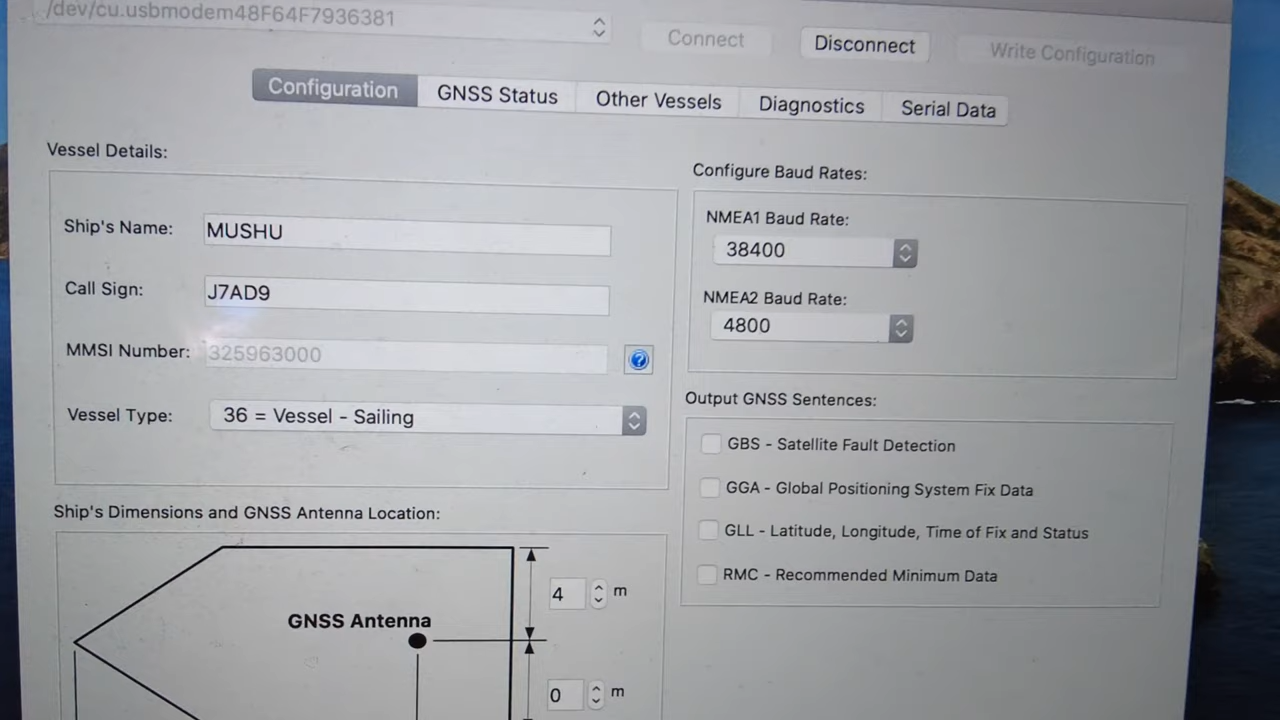 /dev/cu.usbmodem48F64F7936381
Connect
Disconnect
Write Configuration
Configuration
GNSS Status
Other Vessels
Diagnostics
Serial Data
Vessel Details:
Ship's Name: MUSHU
Call Sign: J7AD9
MMSI Number: 325963000 ?
Vessel Type: 36 = Vessel - Sailing
Configure Baud Rates:
NMEA1 Baud Rate:
38400
NMEA2 Baud Rate:
4800
Output GNSS Sentences:
GBS - Satellite Fault Detection
GGA - Global Positioning System Fix Data
GLL - Latitude, Longitude, Time of Fix and Status
RMC - Recommended Minimum Data
Ship's Dimensions and GNSS Antenna Location:
4 m
GNSS Antenna
0 m